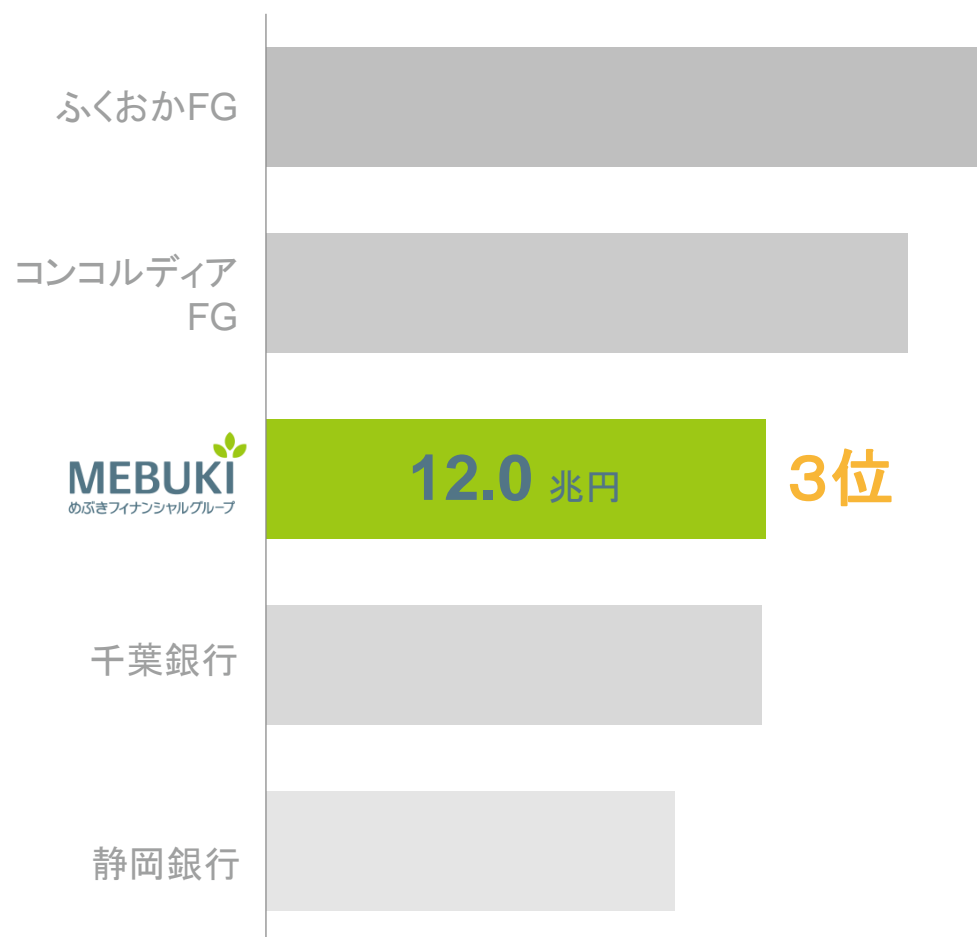 ふくおかFG
コンコルディア
FG
MEBUKI
めぶきフィナンシャルグループ
12.0 兆円
３位
千葉銀行
静岡銀行